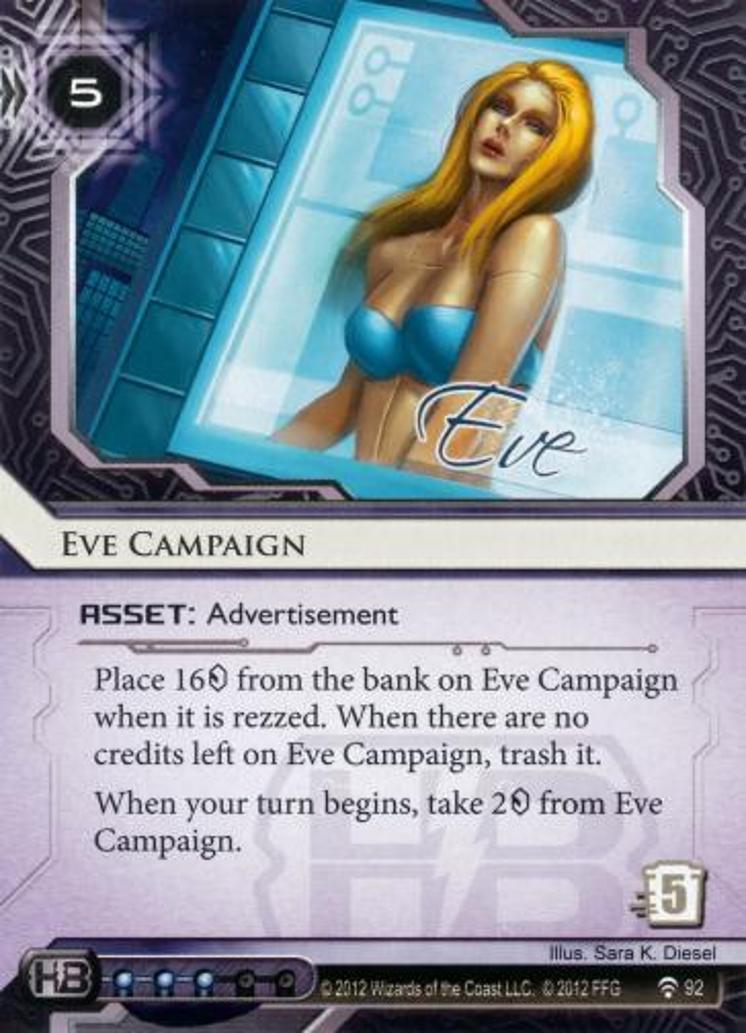 5
Eve
EVE CAMPAIGN
ASSET: Advertisement
Place 16 from the bank on Eve Campaign
when it is rezzed. When there are no
credits left on Eve Campaign, trash it.
When your turn begins, take 2 from Eve
Campaign.
HB
5
Illus. Sara K. Diesel
HB
© 2012 Wizards of the Coast LLC. © 2012 FFG
92